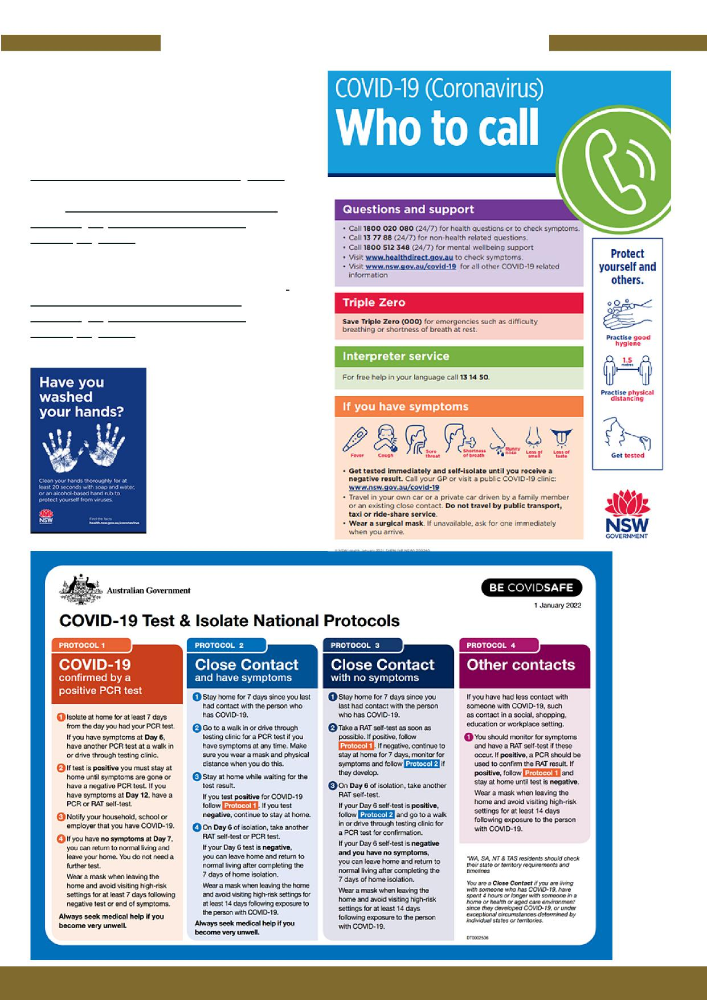 COVID-19 (Coronavirus)
Who to call
Questions and support
• Call 1800 020 080 (24/7) for health questions or to check symptoms.
• Call 13 77 88 (24/7) for non-health related questions.
• Call 1800 512 348 (24/7) for mental wellbeing support
• Visit www.healthdirect.gov.au to check symptoms.
• Visit www.nsw.gov.au/covid-19 for all other COVID-19 related
information
Triple Zero
Save Triple Zero (000) for emergencies such as difficulty
breathing or shortness of breath at rest.
Interpreter service
For free help in your language call 13 14 50.
If you have symptoms
Fever
Cough
Sore
throat
Shortness
of breath
Runny
nose
Loss of
smell
Loss of
taste
• Get tested immediately and self-isolate until you receive a
negative result. Call your GP or visit a public COVID-19 clinic:
www.nsw.gov.au/covid-19
• Travel in your own car or a private car driven by a family member
or an existing close contact. Do not travel by public transport,
taxi or ride-share service.
• Wear a surgical mask. If unavailable, ask for one immediately
when you arrive.
Protect
yourself and
others.
Practise good
hygiene
1.5
metres
Practise physical
distancing
Get tested
NSW
GOVERNMENT
Have you
washed
your hands?
Clean your hands thoroughly for at
least 20 seconds with soap and water,
or an alcohol-based hand rub to
protect yourself from viruses.
NSW
Find the facts
health.nsw.gov.au/coronavirus
Australian Government
BE COVIDSAFE
1 January 2022
COVID-19 Test & Isolate National Protocols
PROTOCOL 1
COVID-19
confirmed by a
positive PCR test
1 Isolate at home for at least 7 days
from the day you had your PCR test.
If you have symptoms at Day 6,
have another PCR test at a walk in
or drive through testing clinic.
2 If test is positive you must stay at
home until symptoms are gone or
have a negative PCR test. If you
have symptoms at Day 12, have a
PCR or RAT self-test.
3 Notify your household, school or
employer that you have COVID-19.
4 If you have no symptoms at Day 7,
you can return to normal living and
leave your home. You do not need a
further test.
Wear a mask when leaving the
home and avoid visiting high-risk
settings for at least 7 days following
negative test or end of symptoms.
Always seek medical help if you
become very unwell.
PROTOCOL 2
Close Contact
and have symptoms
1 Stay home for 7 days since you last
had contact with the person who
has COVID-19.
2 Go to a walk in or drive through
testing clinic for a PCR test if you
have symptoms at any time. Make
sure you wear a mask and physical
distance when you do this.
3 Stay at home while waiting for the
test result.
If you test positive for COVID-19
follow Protocol 1. If you test
negative, continue to stay at home.
4 On Day 6 of isolation, take another
RAT self-test or PCR test.
If your Day 6 test is negative,
you can leave home and return to
normal living after completing the
7 days of home isolation.
Wear a mask when leaving the home
and avoid visiting high-risk settings for
at least 14 days following exposure to
the person with COVID-19.
Always seek medical help if you
become very unwell.
PROTOCOL 3
Close Contact
with no symptoms
1 Stay home for 7 days since you
last had contact with the person
who has COVID-19.
2 Take a RAT self-test as soon as
possible. If positive, follow
Protocol 1. If negative, continue to
stay at home for 7 days, monitor for
symptoms and follow Protocol 2 if
they develop.
3 On Day 6 of isolation, take another
RAT self-test.
If your Day 6 self-test is positive,
follow Protocol 2 and go to a walk
in or drive through testing clinic for
a PCR test for confirmation.
If your Day 6 self-test is negative
and you have no symptoms,
you can leave home and return to
normal living after completing the
7 days of home isolation.
Wear a mask when leaving the
home and avoid visiting high-risk
settings for at least 14 days
following exposure to the person
with COVID-19.
PROTOCOL 4
Other contacts
If you have had less contact with
someone with COVID-19, such
as contact in a social, shopping,
education or workplace setting.
1 You should monitor for symptoms
and have a RAT self-test if these
occur. If positive, a PCR should be
used to confirm the RAT result. If
positive, follow Protocol 1 and
stay at home until test is negative.
Wear a mask when leaving the
home and avoid visiting high-risk
settings for at least 14 days
following exposure to the person
with COVID-19.
*WA, SA, NT & TAS residents should check
their state or territory requirements and
timelines
You are a Close Contact if you are living
with someone who has COVID-19, have
spent 4 hours or longer with someone in a
home or health or aged care environment
since they developed COVID-19, or under
exceptional circumstances determined by
individual states or territories.
DT0002506